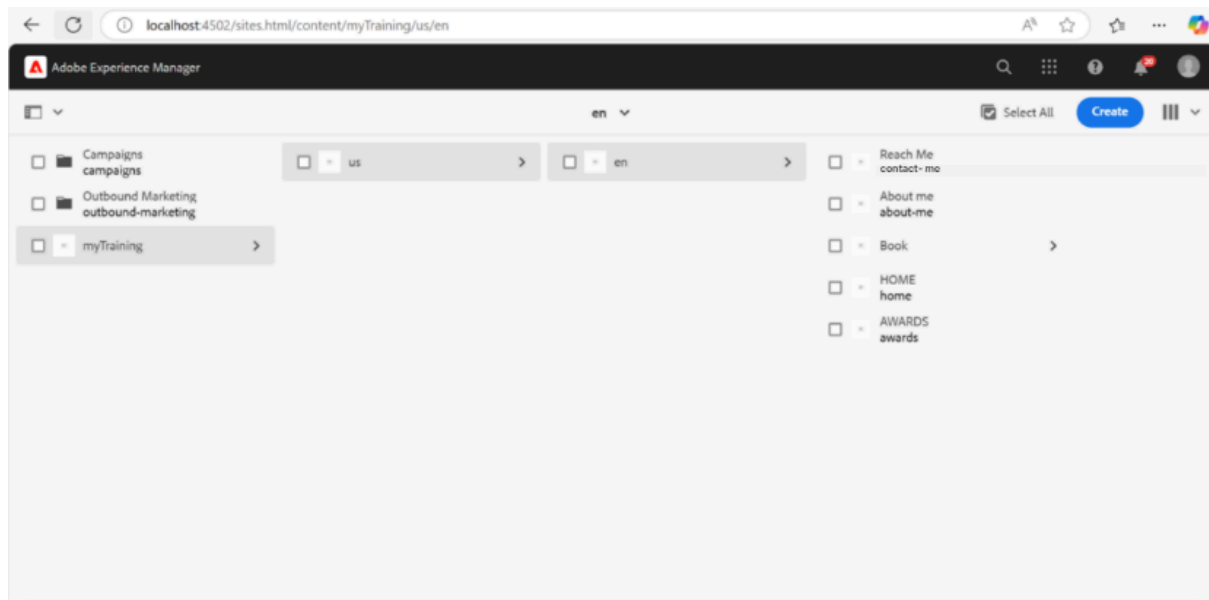 localhost:4502/sites.html/content/myTraining/us/en
Adobe Experience Manager
20
en
Select All
Create
Campaigns
campaigns
Outbound Marketing
outbound-marketing
myTraining
us
en
Reach Me
contact- me
About me
about-me
Book
HOME
home
AWARDS
awards